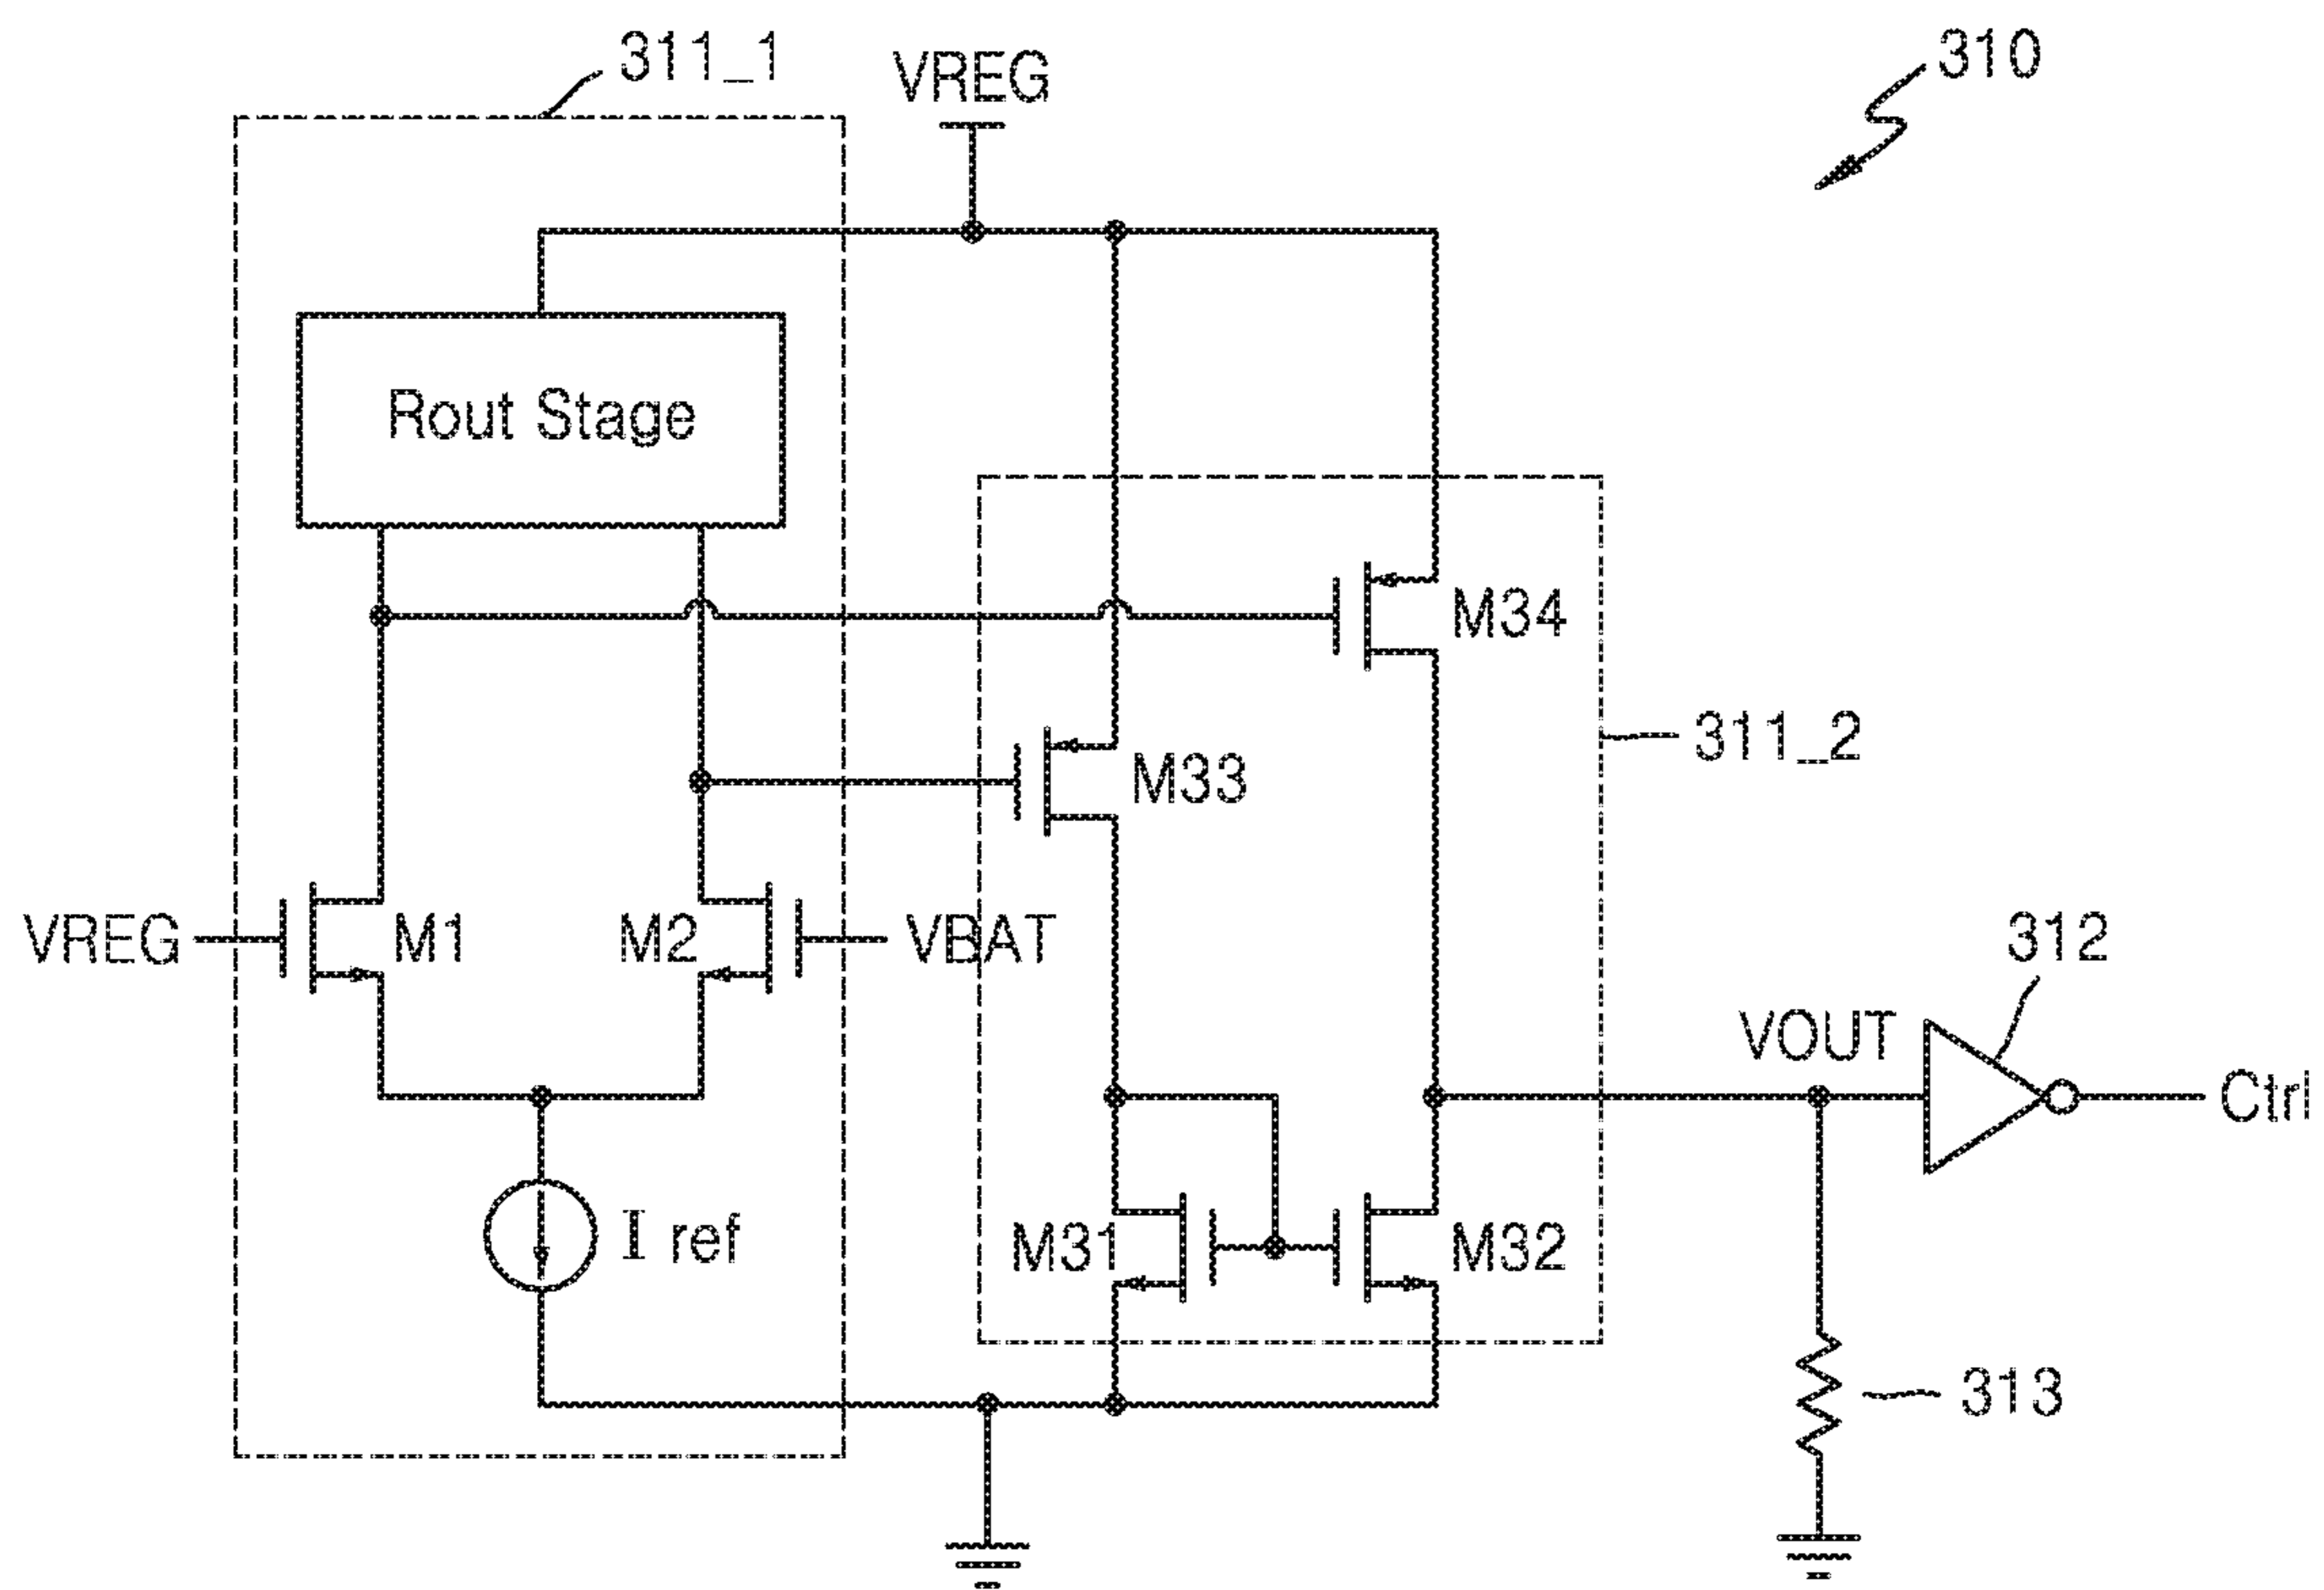 311_1
VREG
310
Rout Stage
M34
311_2
M33
VREG
M1
M2
VBAT
312
VOUT
Ctrl
M31
I ref
M32
313